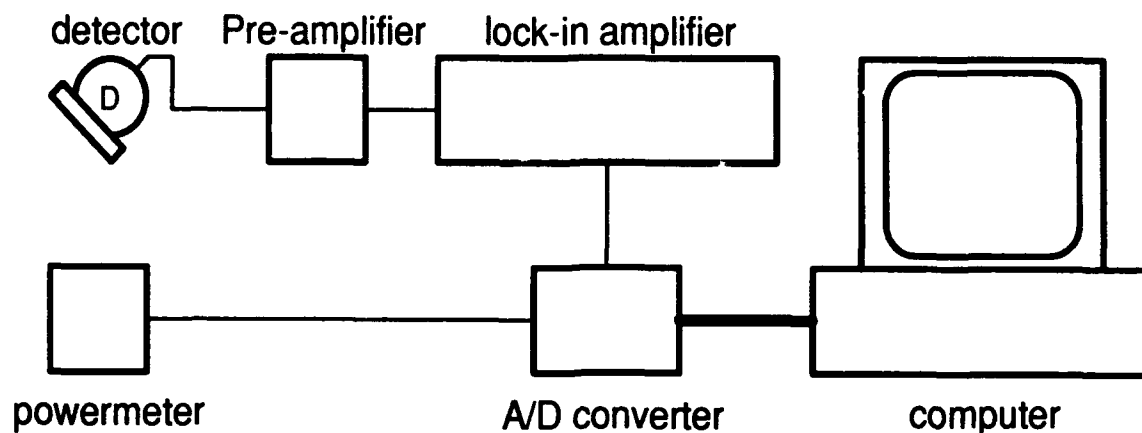 detector
Pre-amplifier
lock-in amplifier
D
powermeter
A/D converter
computer